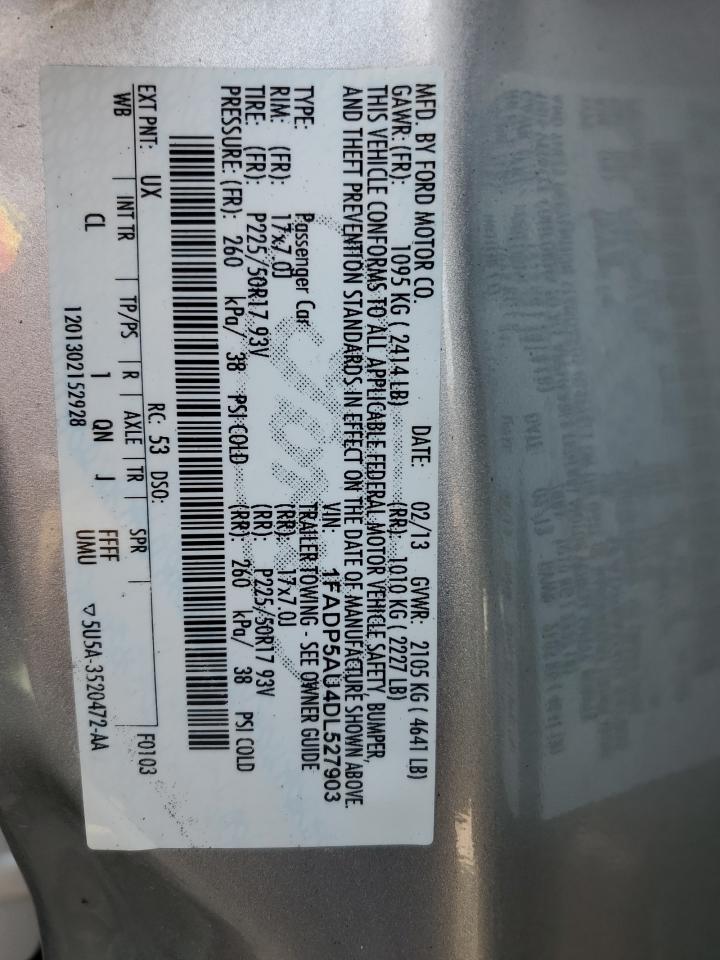 MFD. BY FORD MOTOR CO. DATE: 02/13 GVWR: 2105 KG ( 4641 LB)
GAWR: (FR): 1095 KG ( 2414 LB) (RR): 1010 KG ( 2227 LB)
THIS VEHICLE CONFORMS TO ALL APPLICABLE FEDERAL MOTOR VEHICLE SAFETY, BUMPER,
AND THEFT PREVENTION STANDARDS IN EFFECT ON THE DATE OF MANUFACTURE SHOWN ABOVE.
VIN: 1FADP5AU4DL527903
TYPE: Passenger Car TRAILER TOWING - SEE OWNER GUIDE
RIM: (FR): 17x7.0J (RR): 17x7.0J
TIRE: (FR): P225/50R17 93V (RR): P225/50R17 93V
PRESSURE: (FR): 260 kPa/ 38 PSI COLD (RR): 260 kPa/ 38 PSI COLD
RC: 53 DSO: F0103
EXT PNT: UX INT TR TP/PS R AXLE TR SPR
WB CL 1 QN J FFFF
UMU
1201302152928 ▽5U5A-3520472-AA